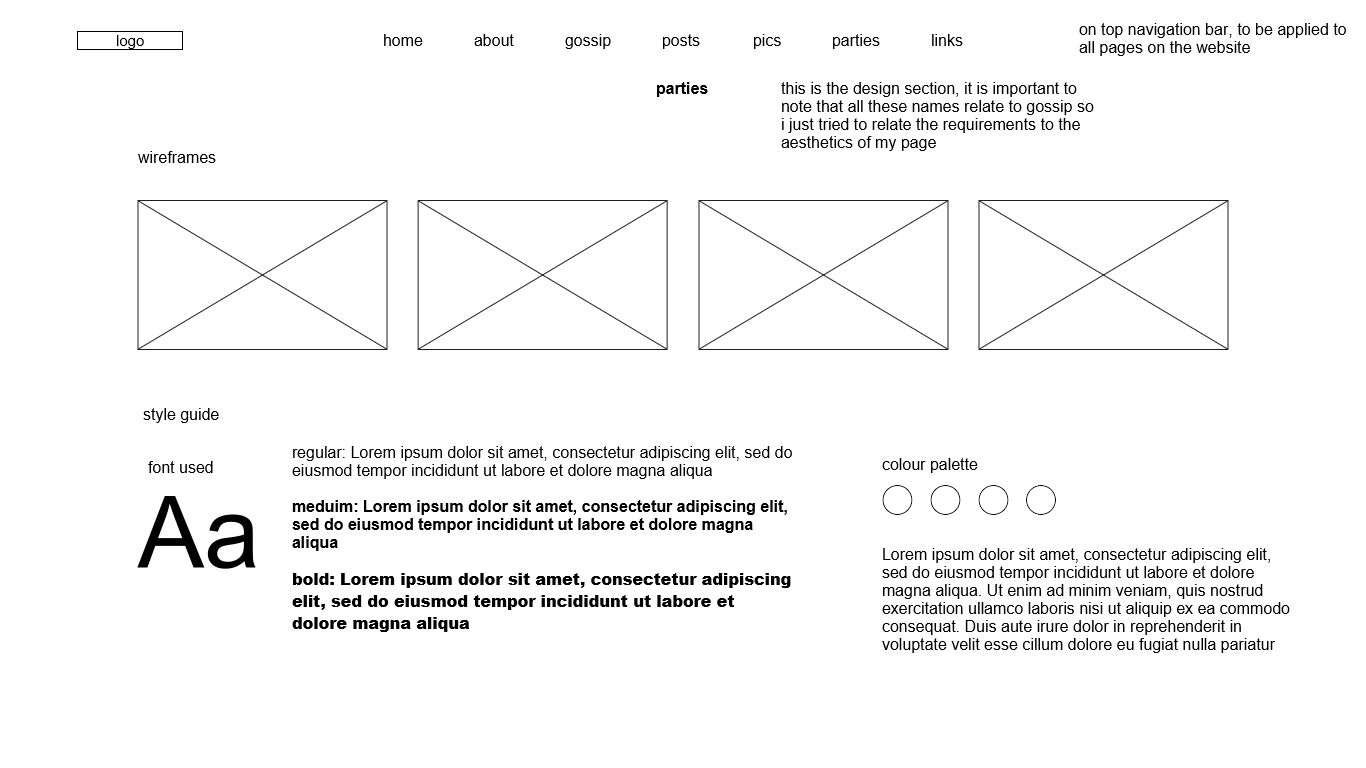 logo
home about gossip posts pics parties links
on top navigation bar, to be applied to
all pages on the website
parties
this is the design section, it is important to
note that all these names relate to gossip so
i just tried to relate the requirements to the
aesthetics of my page
wireframes
style guide
font used
Aa
regular: Lorem ipsum dolor sit amet, consectetur adipiscing elit, sed do
eiusmod tempor incididunt ut labore et dolore magna aliqua
meduim: Lorem ipsum dolor sit amet, consectetur adipiscing elit,
sed do eiusmod tempor incididunt ut labore et dolore magna
aliqua
bold: Lorem ipsum dolor sit amet, consectetur adipiscing
elit, sed do eiusmod tempor incididunt ut labore et
dolore magna aliqua
colour palette
Lorem ipsum dolor sit amet, consectetur adipiscing elit,
sed do eiusmod tempor incididunt ut labore et dolore
magna aliqua. Ut enim ad minim veniam, quis nostrud
exercitation ullamco laboris nisi ut aliquip ex ea commodo
consequat. Duis aute irure dolor in reprehenderit in
voluptate velit esse cillum dolore eu fugiat nulla pariatur